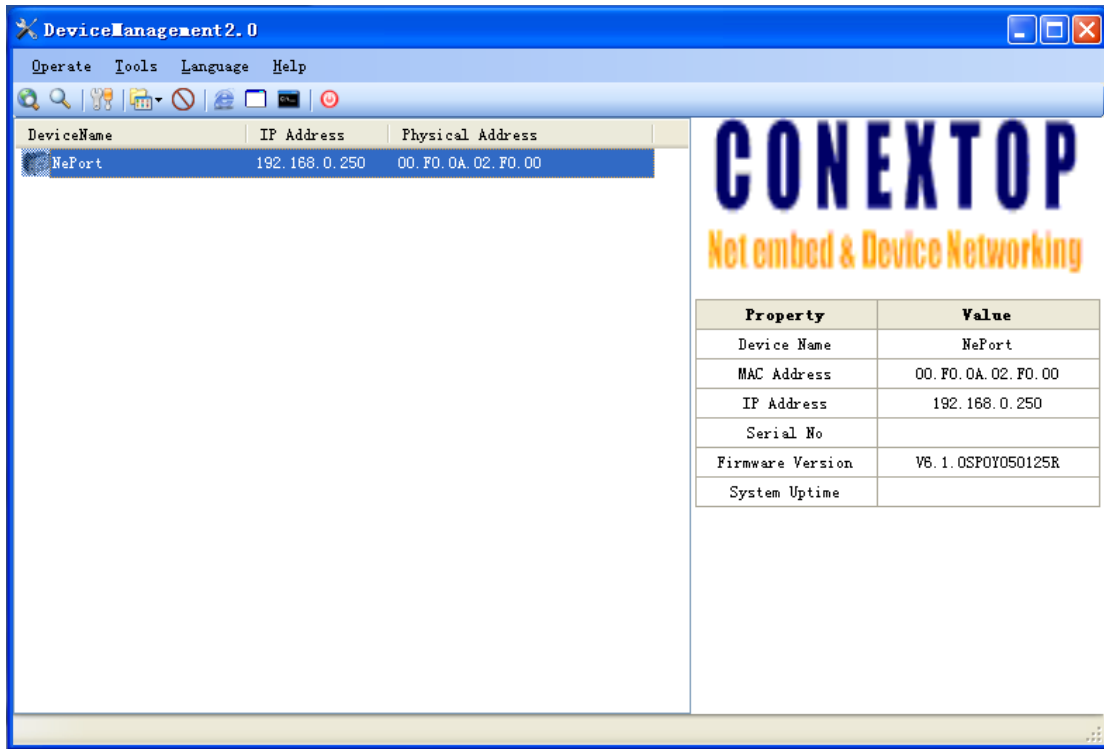 DeviceManagement2.0
Operate Tools Language Help
DeviceName IP Address Physical Address
NePort 192.168.0.250 00.F0.0A.02.F0.00
CONEXTOP
Net embed & Device Networking
Property Value
Device Name NePort
MAC Address 00.F0.0A.02.F0.00
IP Address 192.168.0.250
Serial No
Firmware Version V6.1.0SP0Y050125R
System Uptime